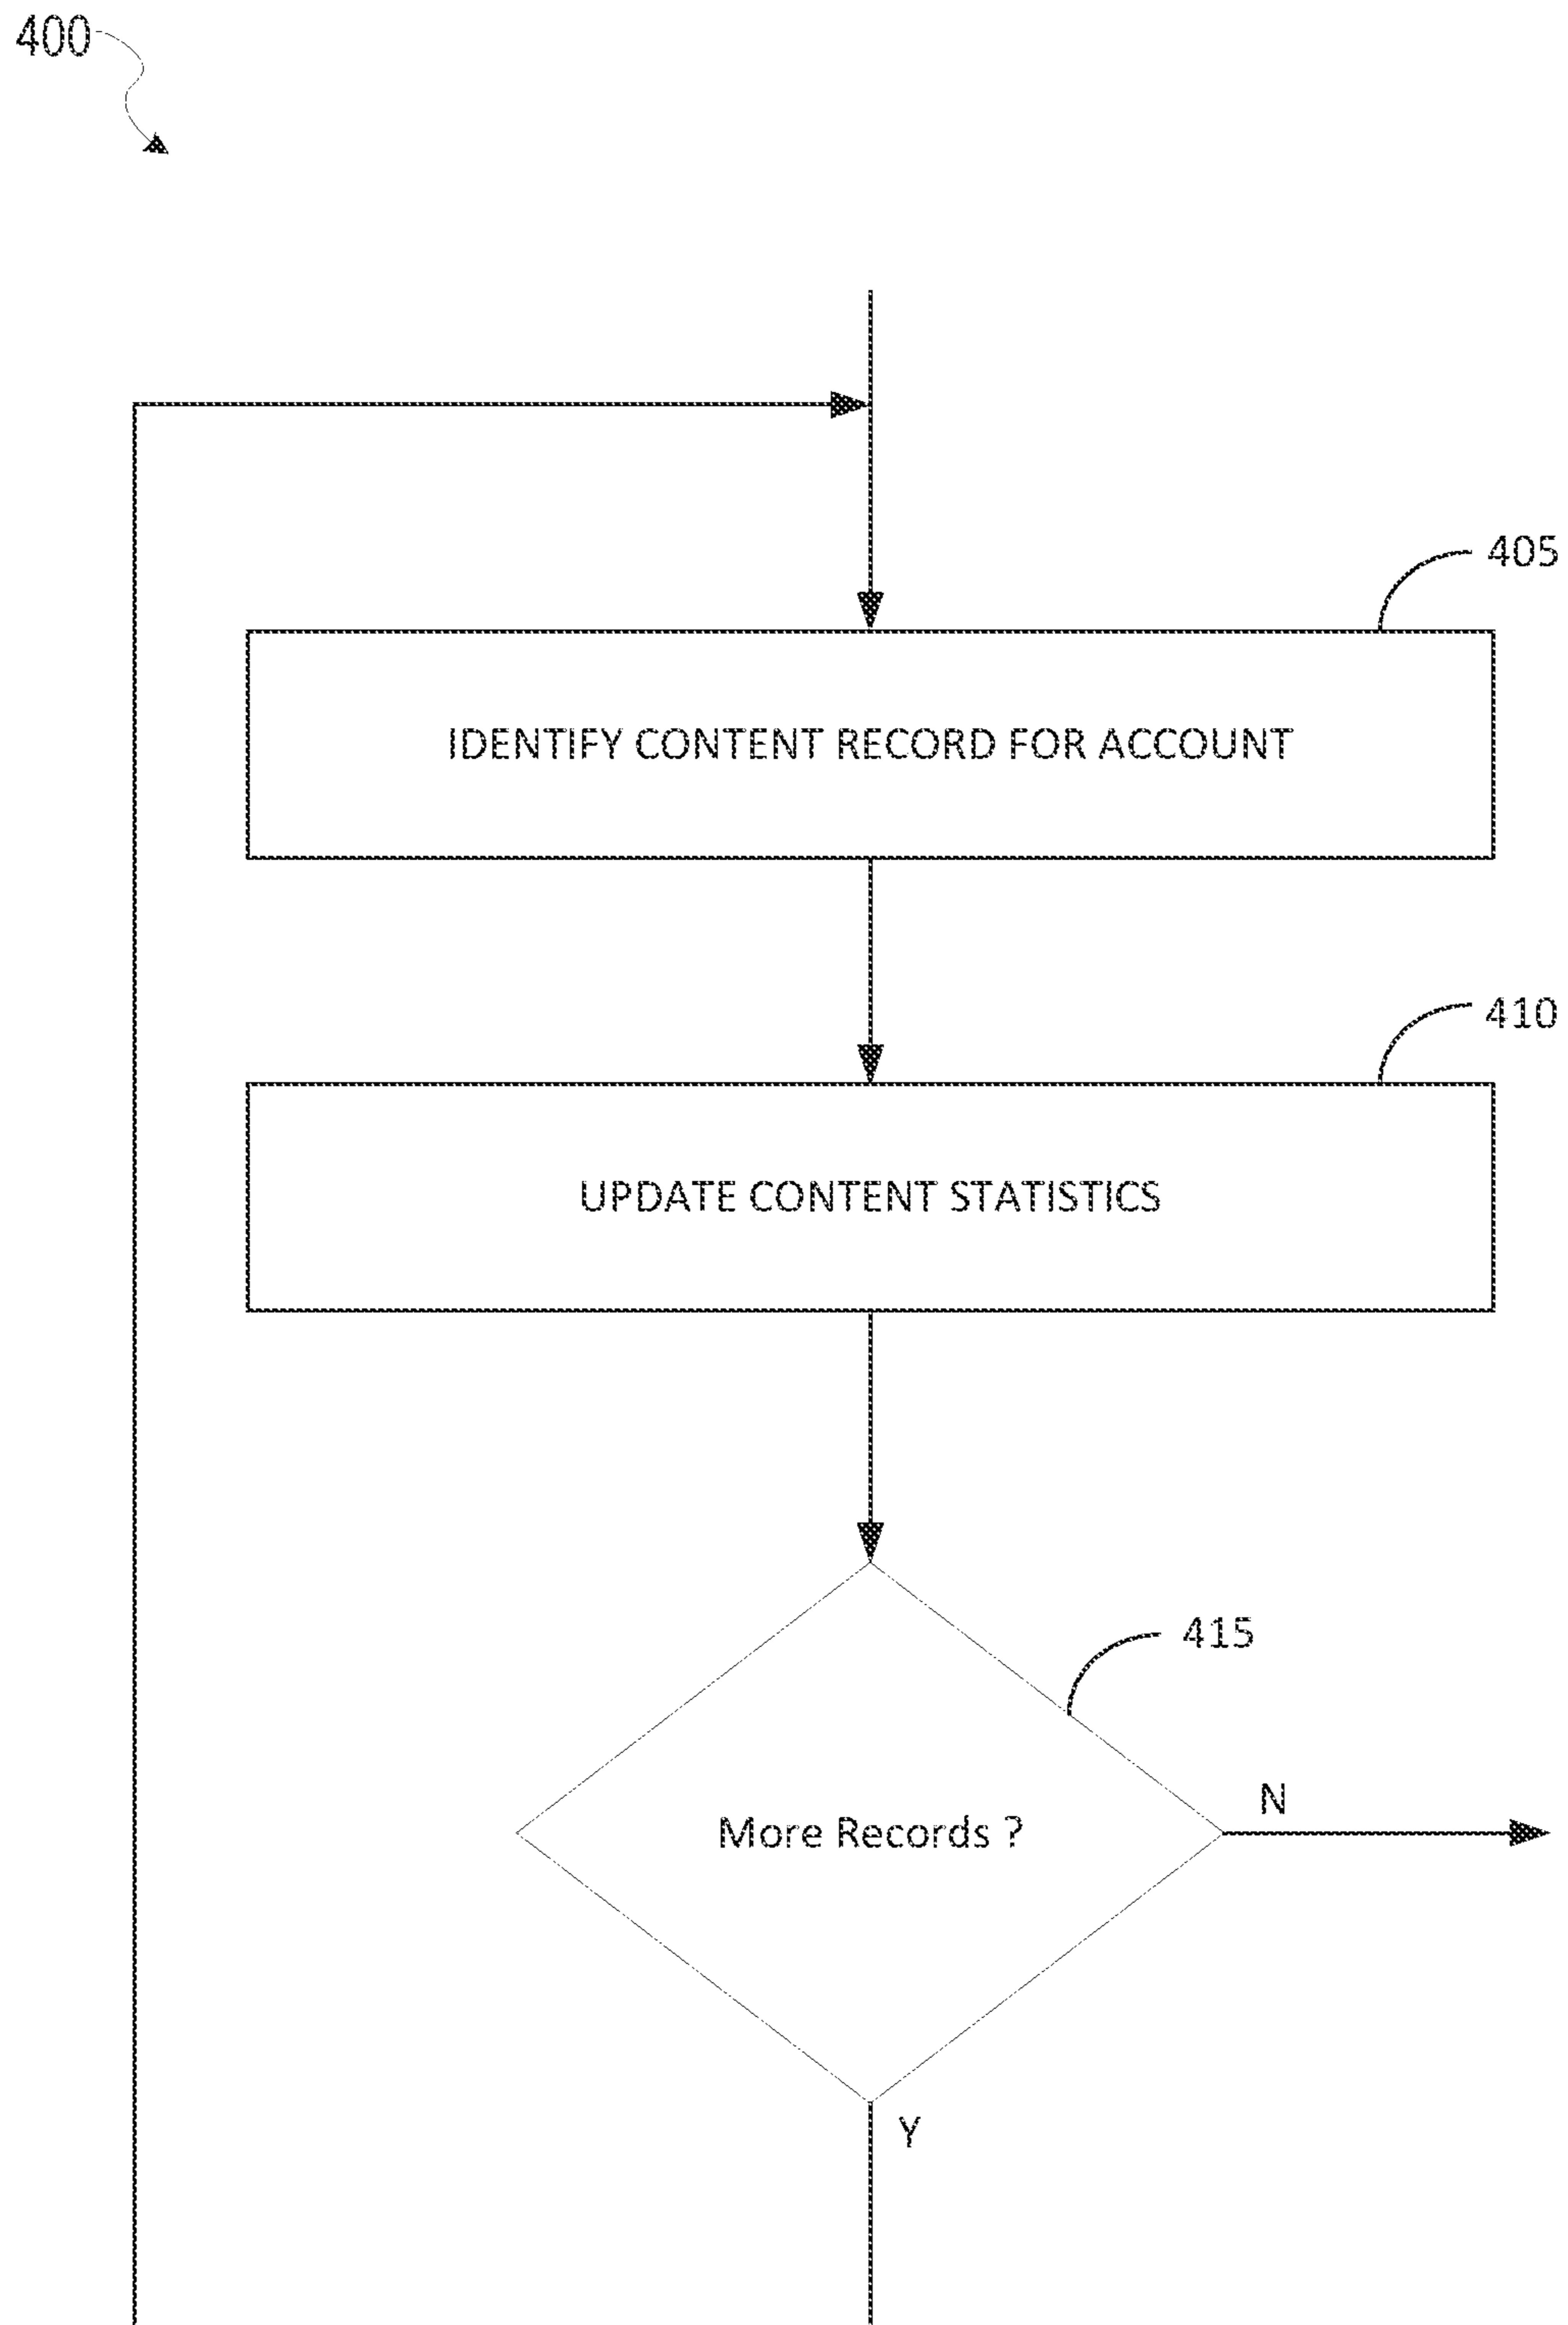 400
405
IDENTIFY CONTENT RECORD FOR ACCOUNT
410
UPDATE CONTENT STATISTICS
415
More Records ?
N
Y